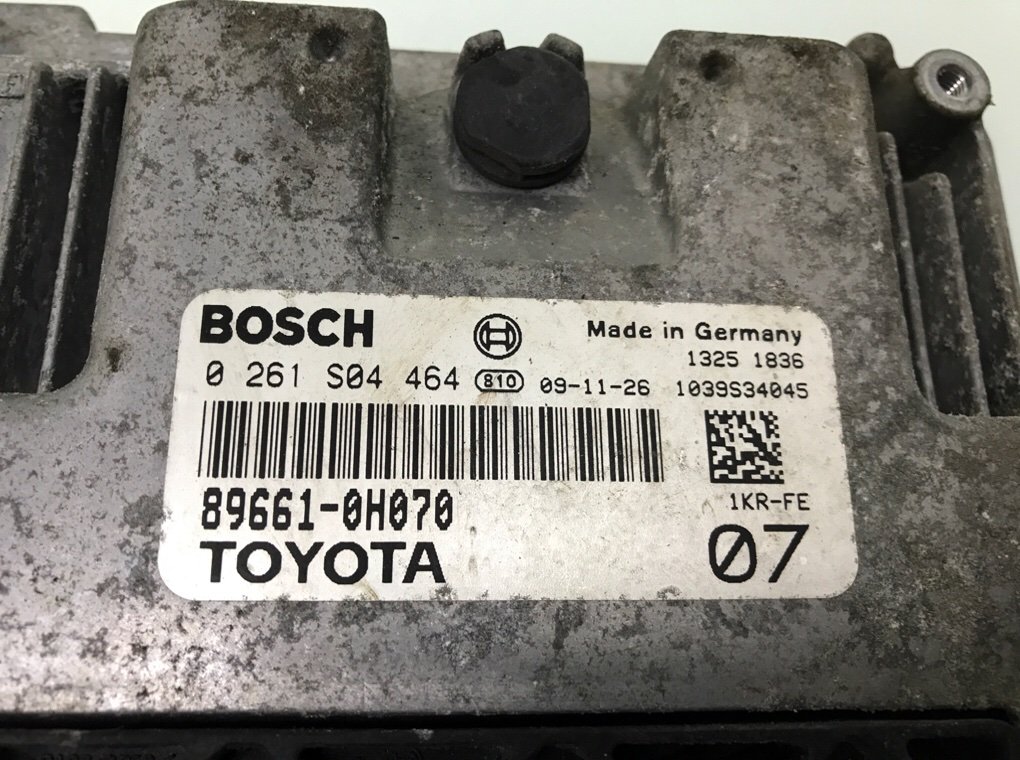 BOSCH Made in Germany
1325 1836
0 261 S04 464 810 09-11-26 1039S34045
89661-0H070 1KR-FE
TOYOTA 07